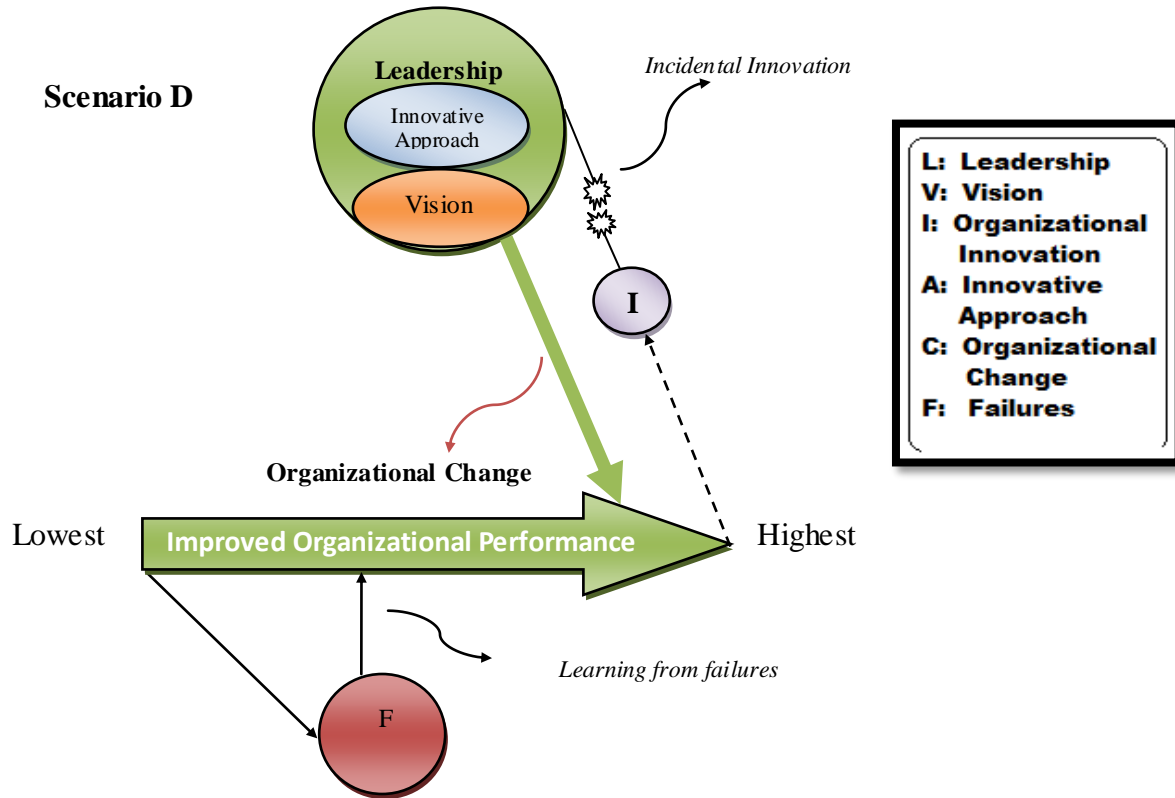 Scenario D
Leadership
Innovative
Approach
Vision
Incidental Innovation
I
L: Leadership
V: Vision
I: Organizational
Innovation
A: Innovative
Approach
C: Organizational
Change
F: Failures
Organizational Change
Lowest
Improved Organizational Performance
Highest
Learning from failures
F